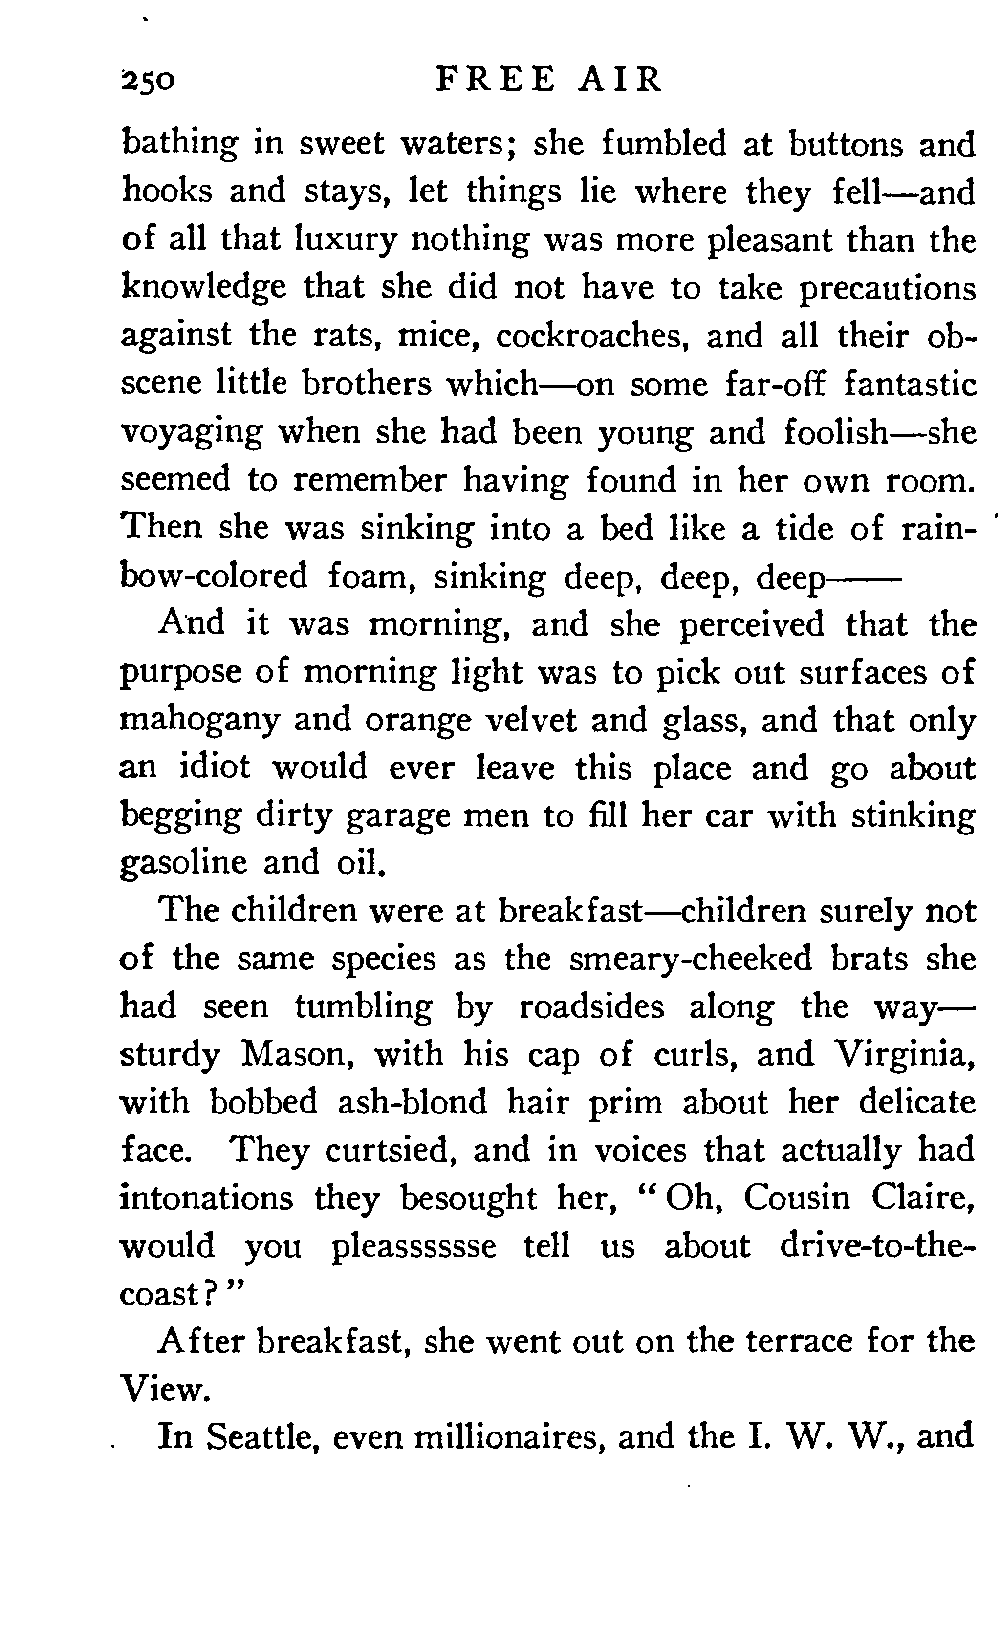 250 FREE AIR
bathing in sweet waters; she fumbled at buttons and
hooks and stays, let things lie where they fell—and
of all that luxury nothing was more pleasant than the
knowledge that she did not have to take precautions
against the rats, mice, cockroaches, and all their ob-
scene little brothers which—on some far-off fantastic
voyaging when she had been young and foolish—she
seemed to remember having found in her own room.
Then she was sinking into a bed like a tide of rain-
bow-colored foam, sinking deep, deep, deep——
And it was morning, and she perceived that the
purpose of morning light was to pick out surfaces of
mahogany and orange velvet and glass, and that only
an idiot would ever leave this place and go about
begging dirty garage men to fill her car with stinking
gasoline and oil.
The children were at breakfast—children surely not
of the same species as the smeary-cheeked brats she
had seen tumbling by roadsides along the way—
sturdy Mason, with his cap of curls, and Virginia,
with bobbed ash-blond hair prim about her delicate
face. They curtsied, and in voices that actually had
intonations they besought her, “ Oh, Cousin Claire,
would you pleasssssse tell us about drive-to-the-
coast? ”
After breakfast, she went out on the terrace for the
View.
In Seattle, even millionaires, and the I. W. W., and